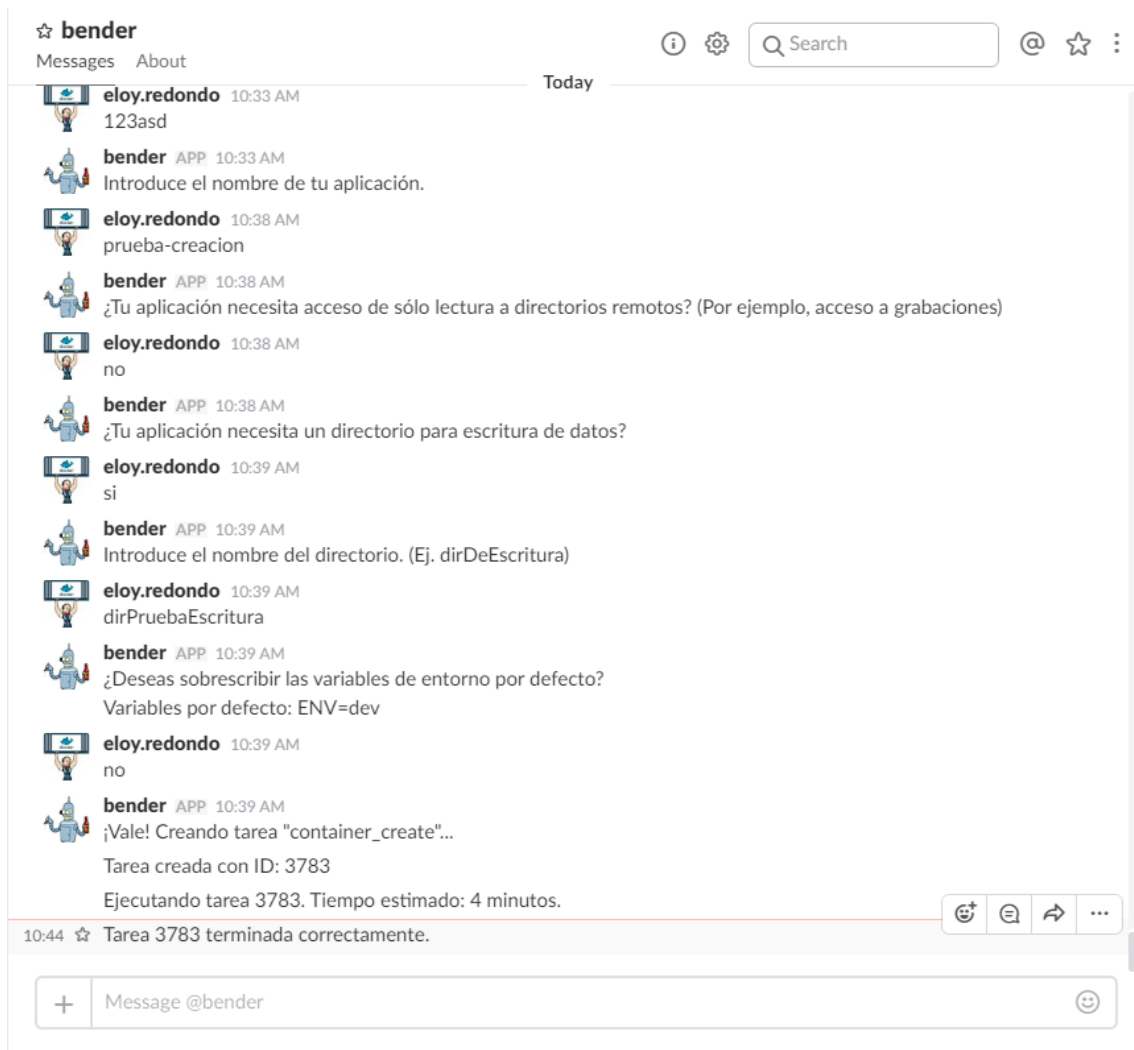 bender
Messages About
Search
Today
eloy.redondo 10:33 AM
123asd
bender APP 10:33 AM
Introduce el nombre de tu aplicación.
eloy.redondo 10:38 AM
prueba-creacion
bender APP 10:38 AM
¿Tu aplicación necesita acceso de sólo lectura a directorios remotos? (Por ejemplo, acceso a grabaciones)
eloy.redondo 10:38 AM
no
bender APP 10:38 AM
¿Tu aplicación necesita un directorio para escritura de datos?
eloy.redondo 10:39 AM
si
bender APP 10:39 AM
Introduce el nombre del directorio. (Ej. dirDeEscritura)
eloy.redondo 10:39 AM
dirPruebaEscritura
bender APP 10:39 AM
¿Deseas sobrescribir las variables de entorno por defecto?
Variables por defecto: ENV=dev
eloy.redondo 10:39 AM
no
bender APP 10:39 AM
¡Vale! Creando tarea "container_create"...
Tarea creada con ID: 3783
Ejecutando tarea 3783. Tiempo estimado: 4 minutos.
10:44 Tarea 3783 terminada correctamente.
Message @bender